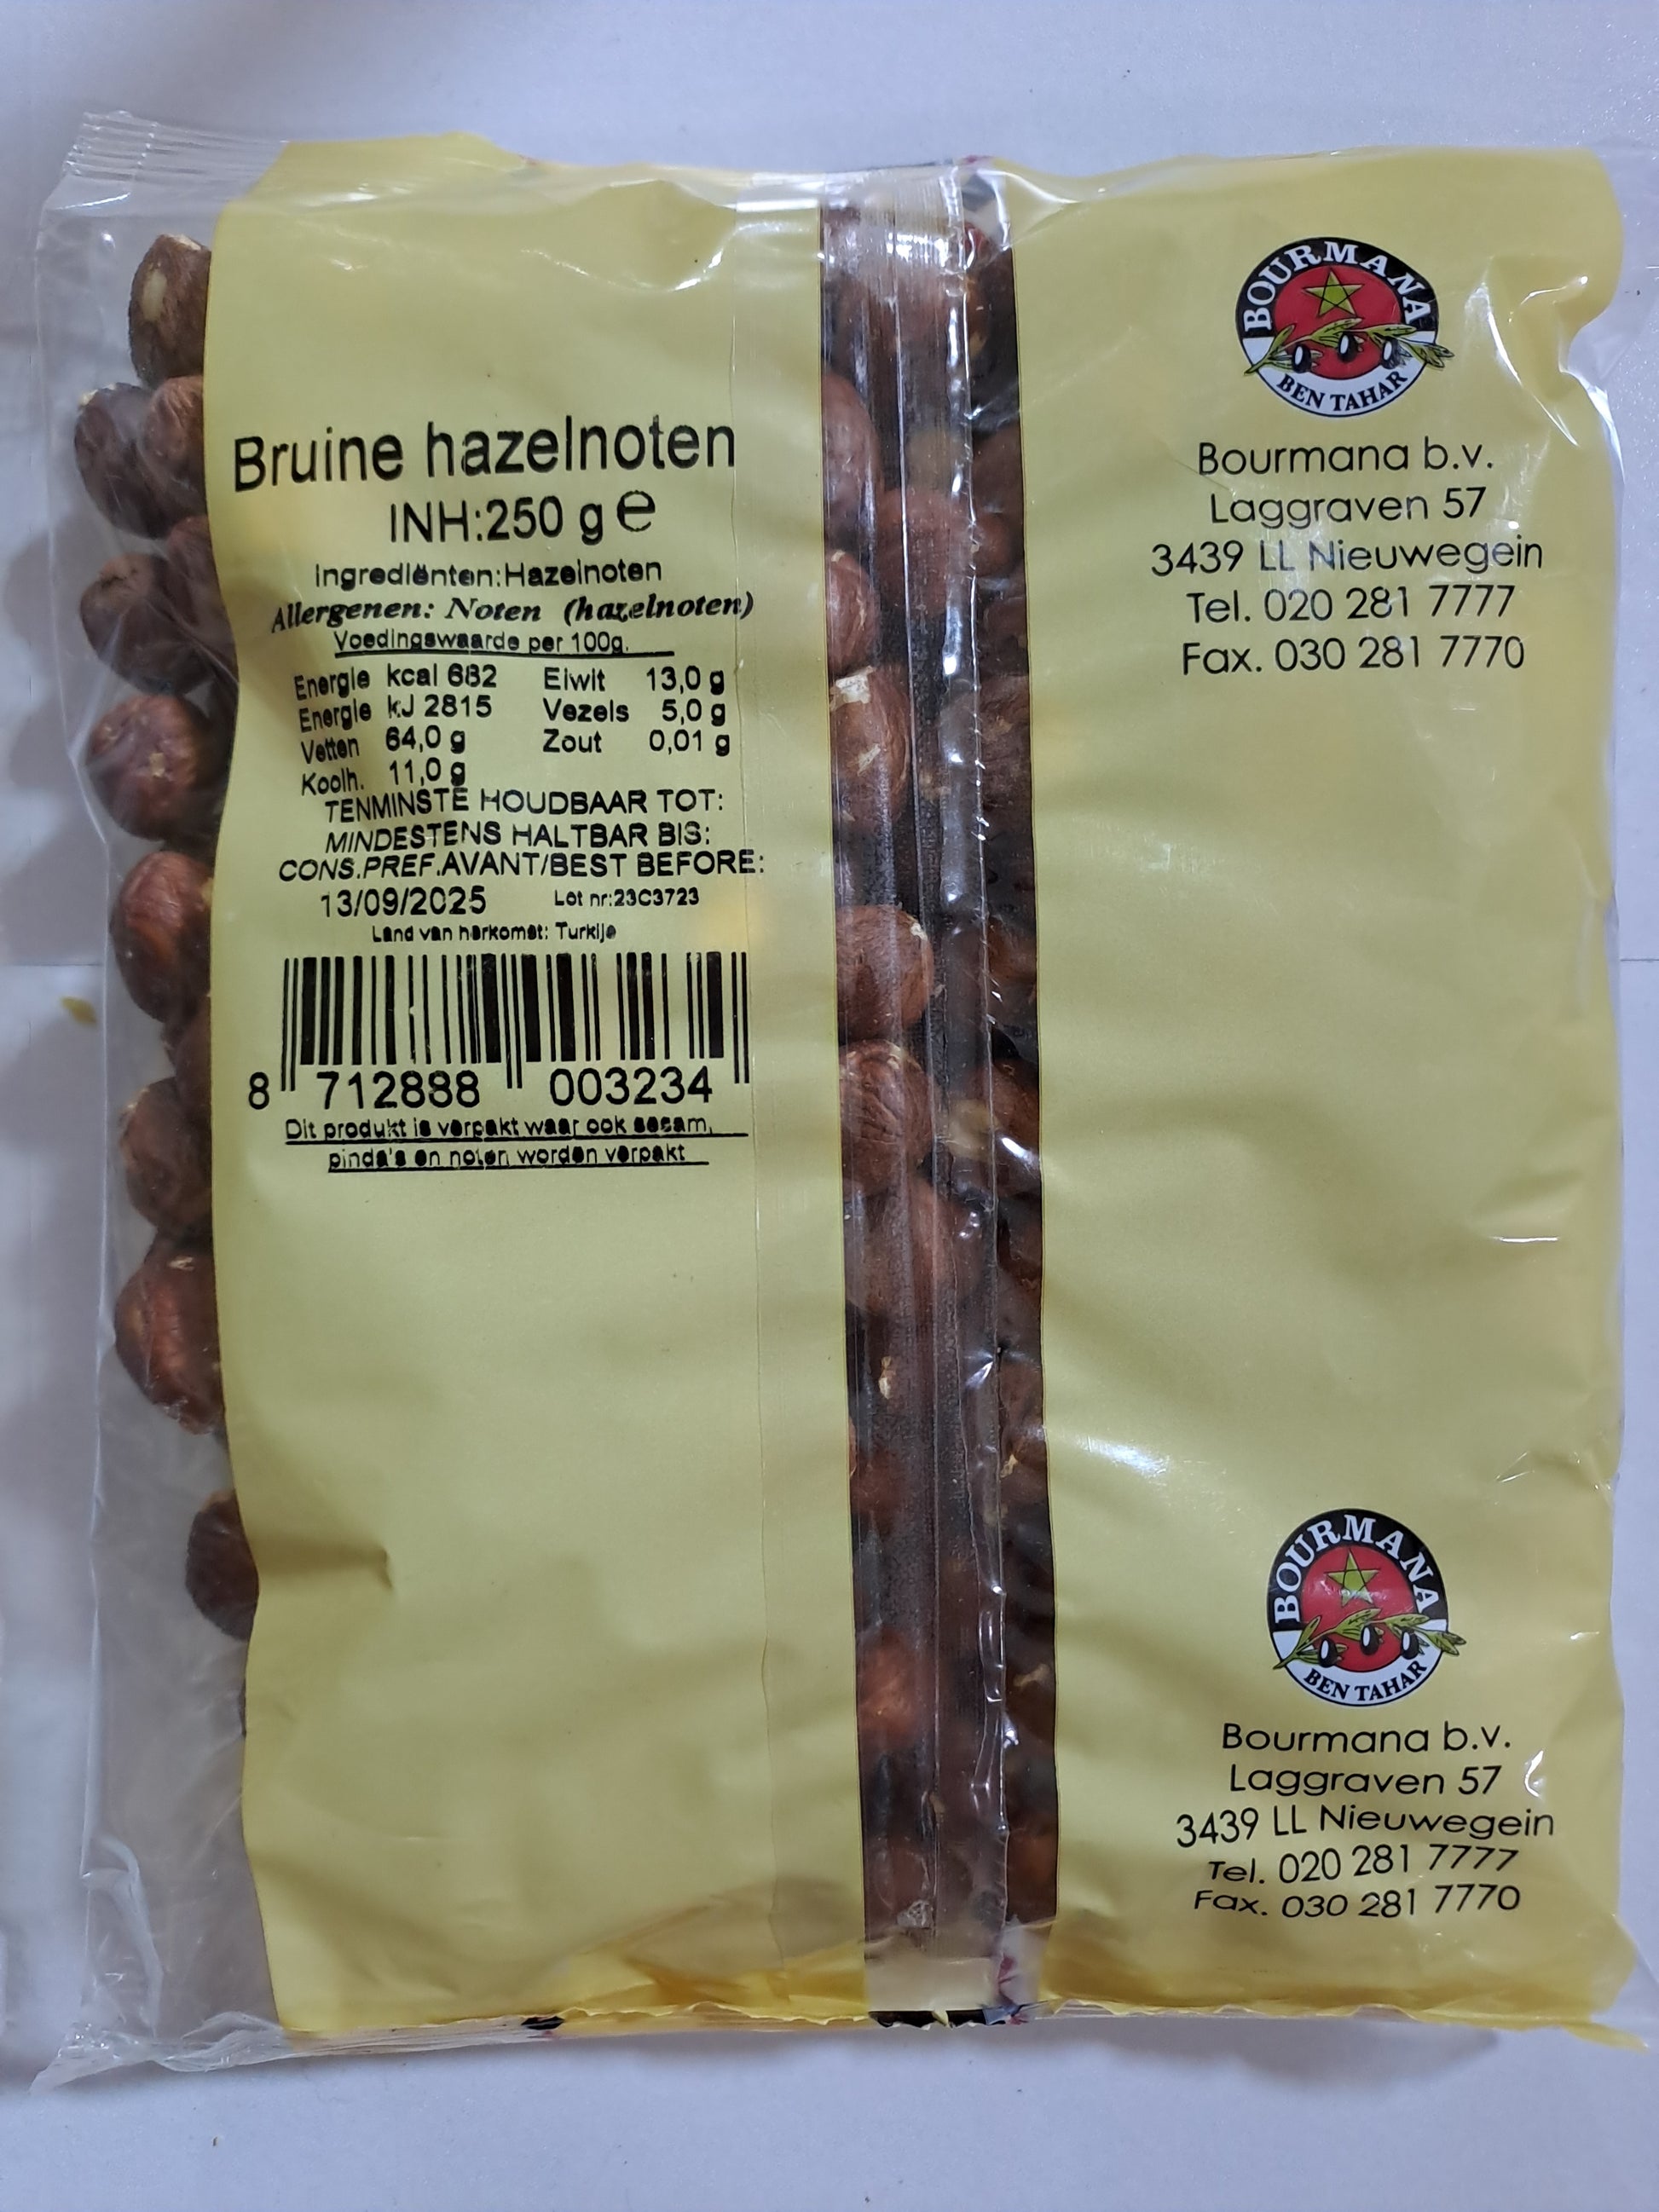 Bruine hazelnoten
INH:250 g e
Ingrediënten:Hazelnoten
Allergenen: Noten (hazelnoten)
Voedingswaarde per 100g.
Energie kcal 682 Eiwit 13,0 g
Energie kJ 2815 Vezels 5,0 g
Vetten 64,0 g Zout 0,01 g
Koolh. 11,0 g
TENMINSTE HOUDBAAR TOT:
MINDESTENS HALTBAR BIS:
CONS.PREF.AVANT/BEST BEFORE:
13/09/2025 Lot nr:23C3723
Land van herkomst: Turkije
8 712888 003234
Dit produkt is verpakt waar ook sesam,
pinda's en noten worden verpakt
BOURMANA
BEN TAHAR
Bourmana b.v.
Laggraven 57
3439 LL Nieuwegein
Tel. 020 281 7777
Fax. 030 281 7770
BOURMANA
BEN TAHAR
Bourmana b.v.
Laggraven 57
3439 LL Nieuwegein
Tel. 020 281 7777
Fax. 030 281 7770